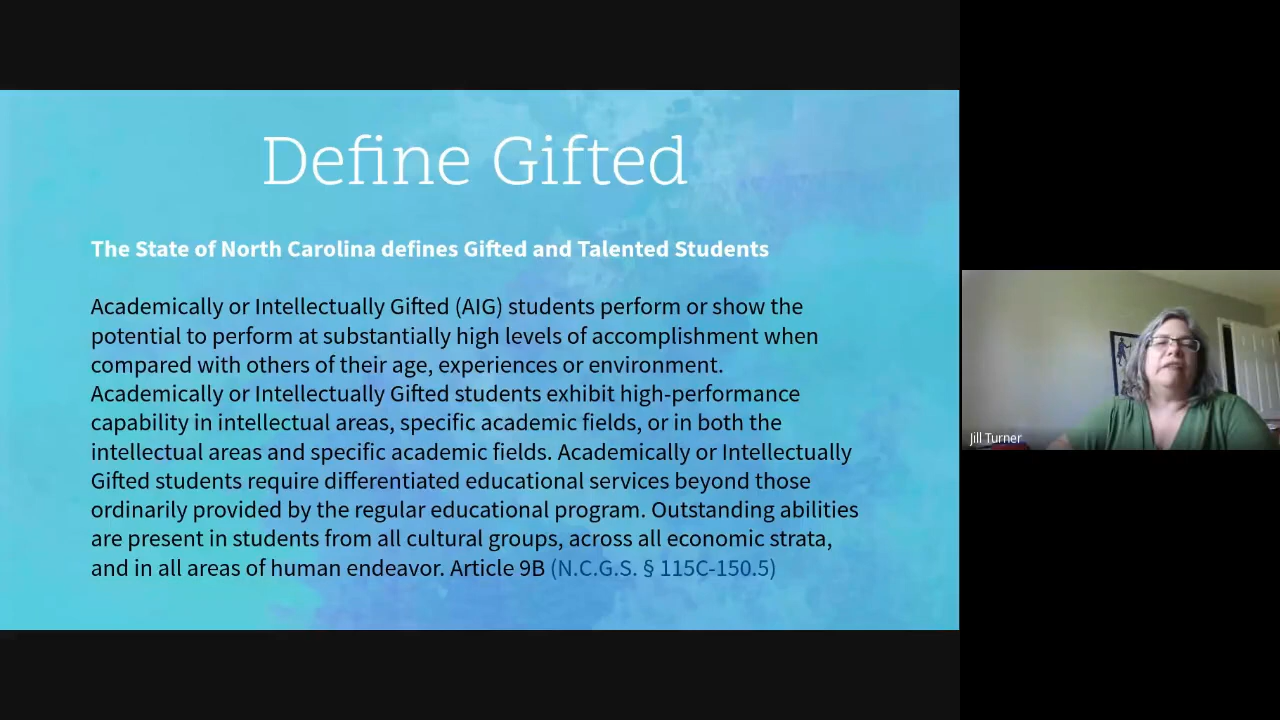 Define Gifted
The State of North Carolina defines Gifted and Talented Students
Academically or Intellectually Gifted (AIG) students perform or show the
potential to perform at substantially high levels of accomplishment when
compared with others of their age, experiences or environment.
Academically or Intellectually Gifted students exhibit high-performance
capability in intellectual areas, specific academic fields, or in both the
intellectual areas and specific academic fields. Academically or Intellectually
Gifted students require differentiated educational services beyond those
ordinarily provided by the regular educational program. Outstanding abilities
are present in students from all cultural groups, across all economic strata,
and in all areas of human endeavor. Article 9B (N.C.G.S. § 115C-150.5)
Jill Turner